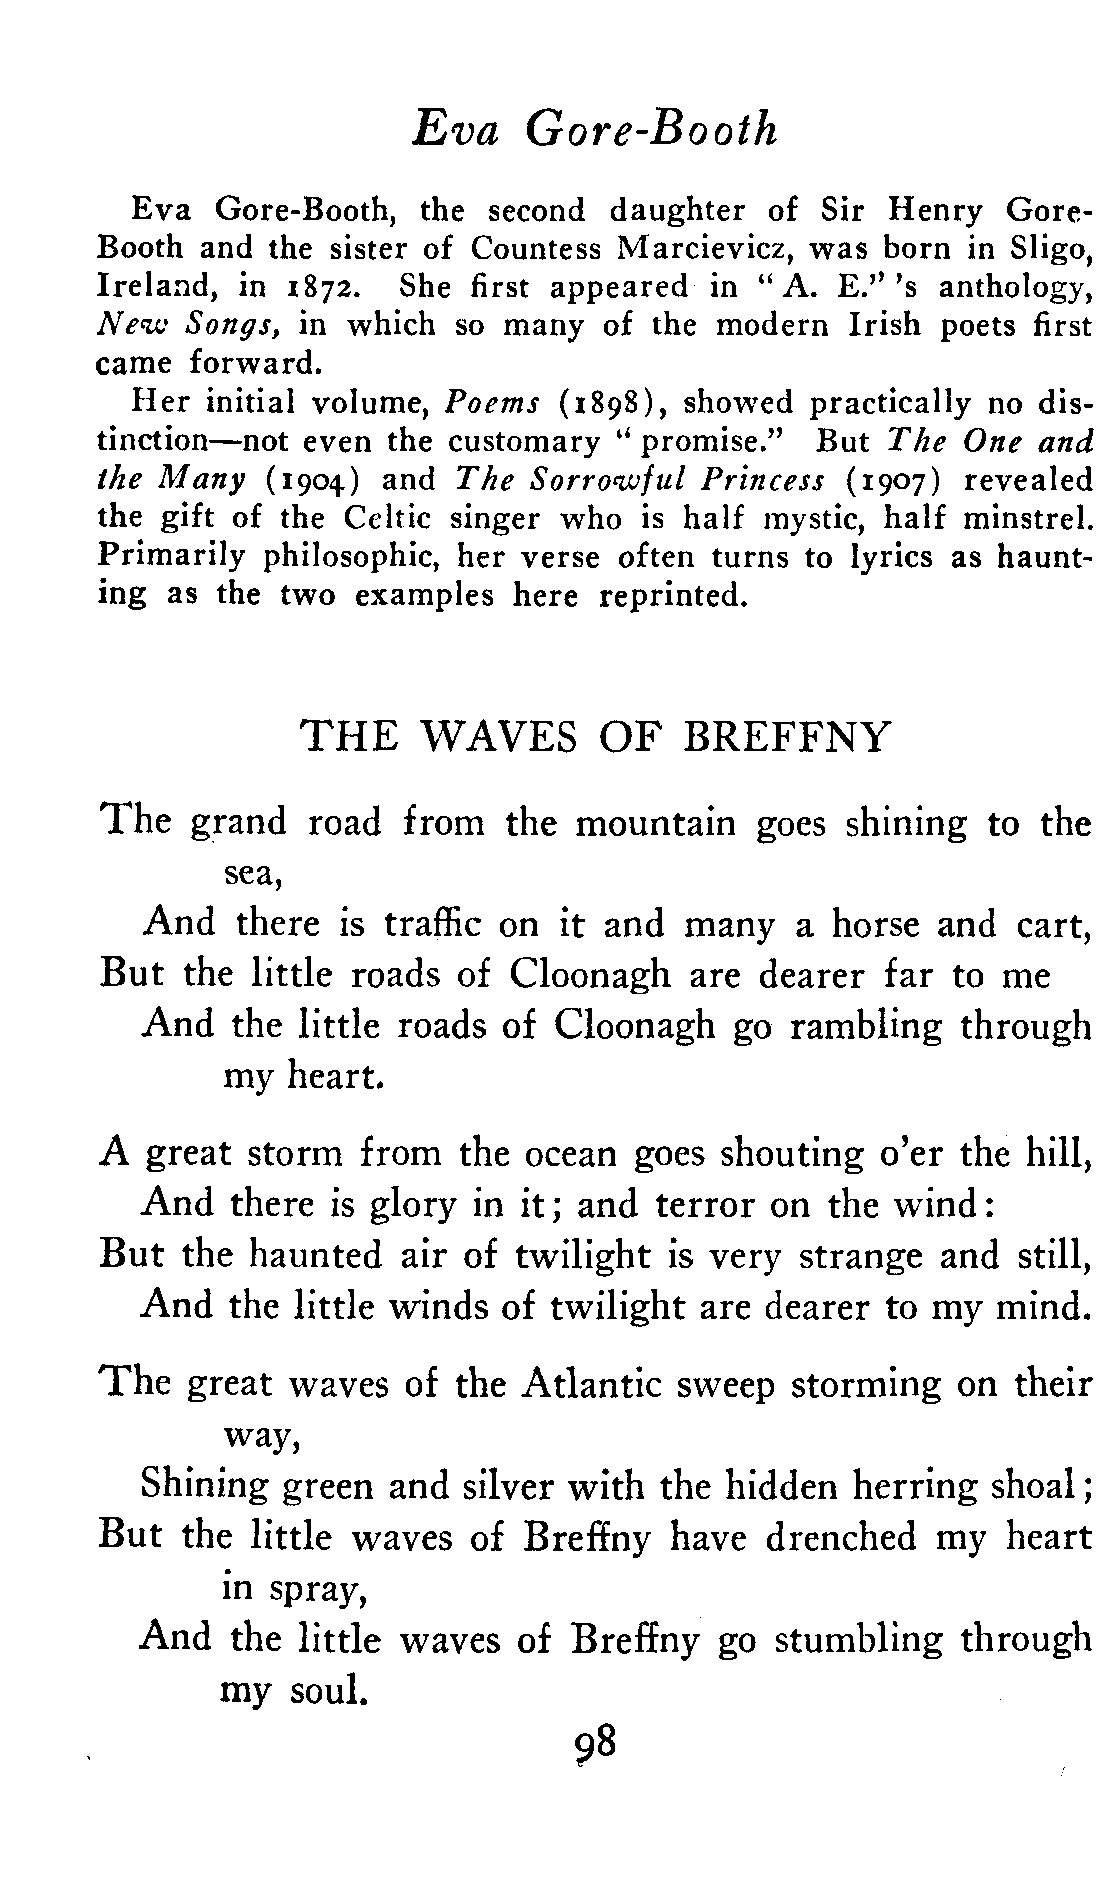 Eva Gore-Booth
Eva Gore-Booth, the second daughter of Sir Henry Gore-
Booth and the sister of Countess Marcievicz, was born in Sligo,
Ireland, in 1872. She first appeared in "A. E."'s anthology,
New Songs, in which so many of the modern Irish poets first
came forward.
Her initial volume, Poems (1898), showed practically no dis-
tinction—not even the customary "promise." But The One and
the Many (1904) and The Sorrowful Princess (1907) revealed
the gift of the Celtic singer who is half mystic, half minstrel.
Primarily philosophic, her verse often turns to lyrics as haunt-
ing as the two examples here reprinted.
THE WAVES OF BREFFNY
The grand road from the mountain goes shining to the
sea,
And there is traffic on it and many a horse and cart,
But the little roads of Cloonagh are dearer far to me
And the little roads of Cloonagh go rambling through
my heart.
A great storm from the ocean goes shouting o'er the hill,
And there is glory in it; and terror on the wind:
But the haunted air of twilight is very strange and still,
And the little winds of twilight are dearer to my mind.
The great waves of the Atlantic sweep storming on their
way,
Shining green and silver with the hidden herring shoal;
But the little waves of Breffny have drenched my heart
in spray,
And the little waves of Breffny go stumbling through
my soul.
98